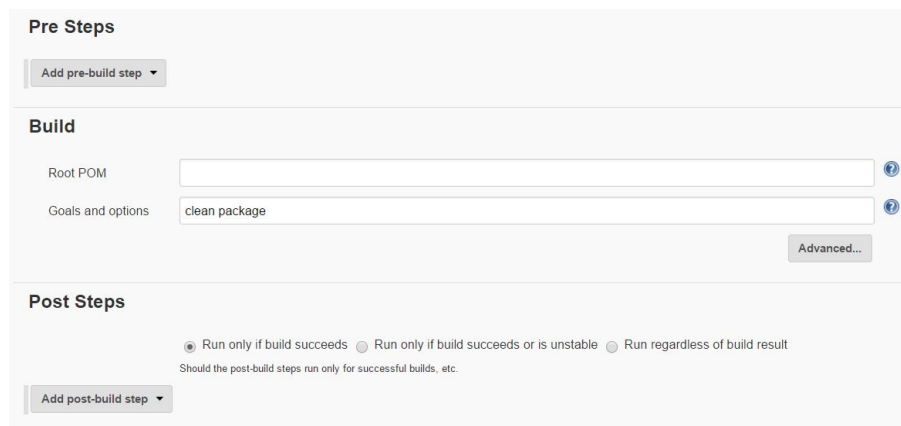 Pre Steps
Add pre-build step
Build
Root POM
Goals and options clean package
Advanced...
Post Steps
Run only if build succeeds Run only if build succeeds or is unstable Run regardless of build result
Should the post-build steps run only for successful builds, etc.
Add post-build step